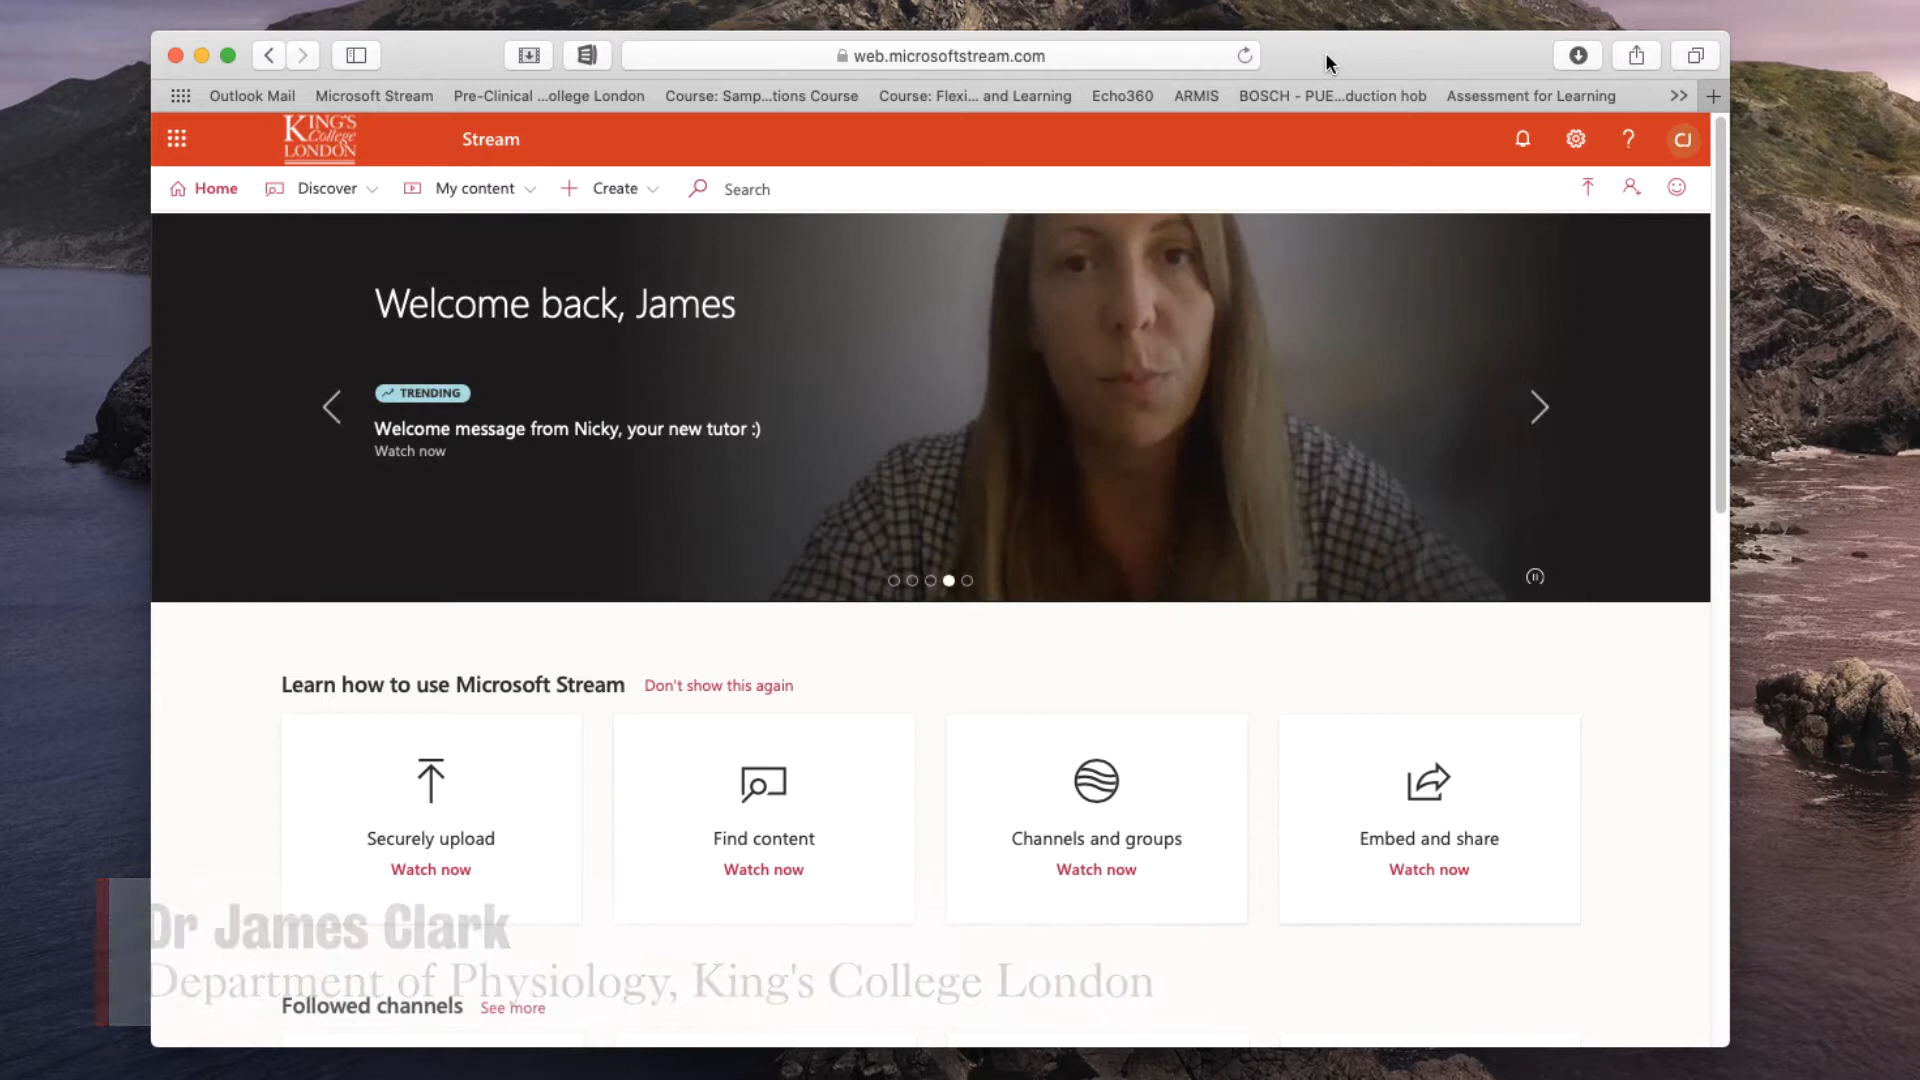 web.microsoftstream.com
Outlook Mail Microsoft Stream Pre-Clinical ...ollege London Course: Samp...tions Course Course: Flexi... and Learning Echo360 ARMIS BOSCH - PUE...duction hob Assessment for Learning >>
KING'S
College
LONDON
Stream
CJ
Home Discover My content Create Search
Welcome back, James
TRENDING
Welcome message from Nicky, your new tutor :)
Watch now
Learn how to use Microsoft Stream Don't show this again
Securely upload Find content Channels and groups Embed and share
Watch now Watch now Watch now Watch now
Dr James Clark
Department of Physiology, King's College London
Followed channels See more